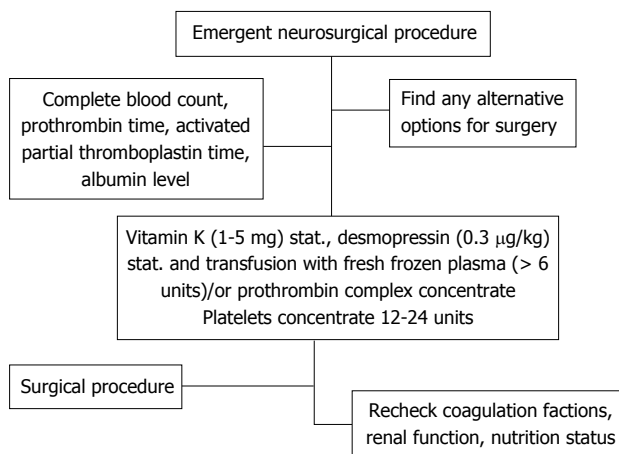 Emergent neurosurgical procedure
Complete blood count,
prothrombin time, activated
partial thromboplastin time,
albumin level
Find any alternative
options for surgery
Vitamin K (1-5 mg) stat., desmopressin (0.3 μg/kg)
stat. and transfusion with fresh frozen plasma (> 6
units)/or prothrombin complex concentrate
Platelets concentrate 12-24 units
Surgical procedure
Recheck coagulation factions,
renal function, nutrition status